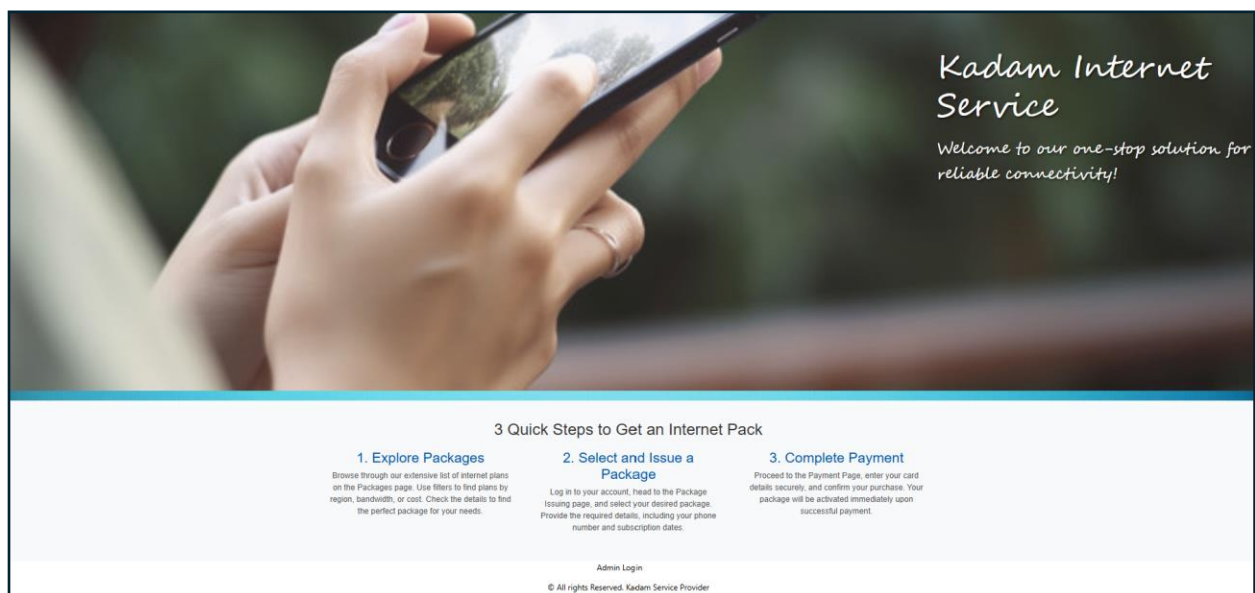 Kadam Internet
Service
Welcome to our one-stop solution for
reliable connectivity!
3 Quick Steps to Get an Internet Pack
1. Explore Packages
Browse through our extensive list of internet plans
on the Packages page. Use filters to find plans by
region, bandwidth, or cost. Check the details to find
the perfect package for your needs.
2. Select and Issue a
Package
Log in to your account, head to the Package
Issuing page, and select your desired package.
Provide the required details, including your phone
number and subscription dates.
3. Complete Payment
Proceed to the Payment Page, enter your card
details securely, and confirm your purchase. Your
package will be activated immediately upon
successful payment.
Admin Login
© All rights Reserved. Kadam Service Provider